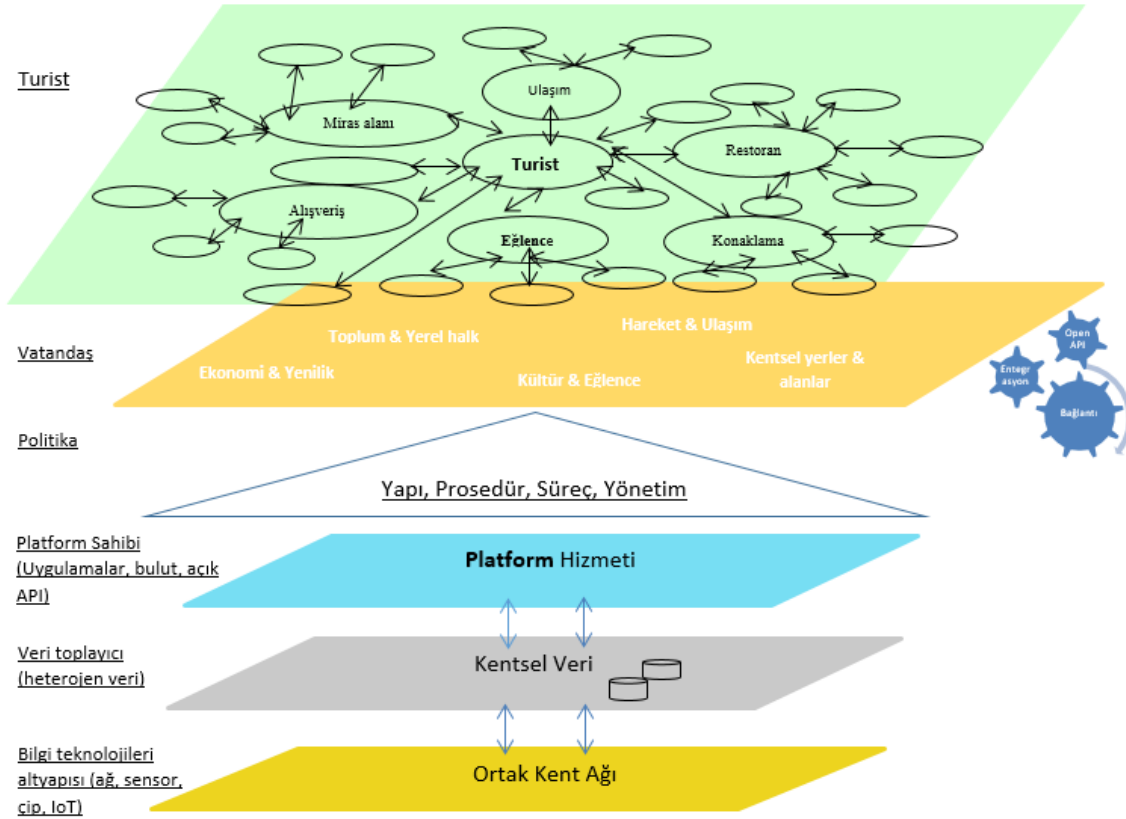 Turist
Ulaşım
Miras alanı
Turist
Restoran
Alışveriş
Eğlence
Konaklama
Vatandaş
Toplum & Yerel halk
Hareket & Ulaşım
Ekonomi & Yenilik
Kültür & Eğlence
Kentsel yerler &
alanlar
Open
API
Entegr
asyon
Bağlantı
Politika
Yapı, Prosedür, Süreç, Yönetim
Platform Sahibi
(Uygulamalar, bulut, açık
API)
Platform Hizmeti
Veri toplayıcı
(heterojen veri)
Kentsel Veri
Bilgi teknolojileri
altyapısı (ağ, sensor,
çip, IoT)
Ortak Kent Ağı